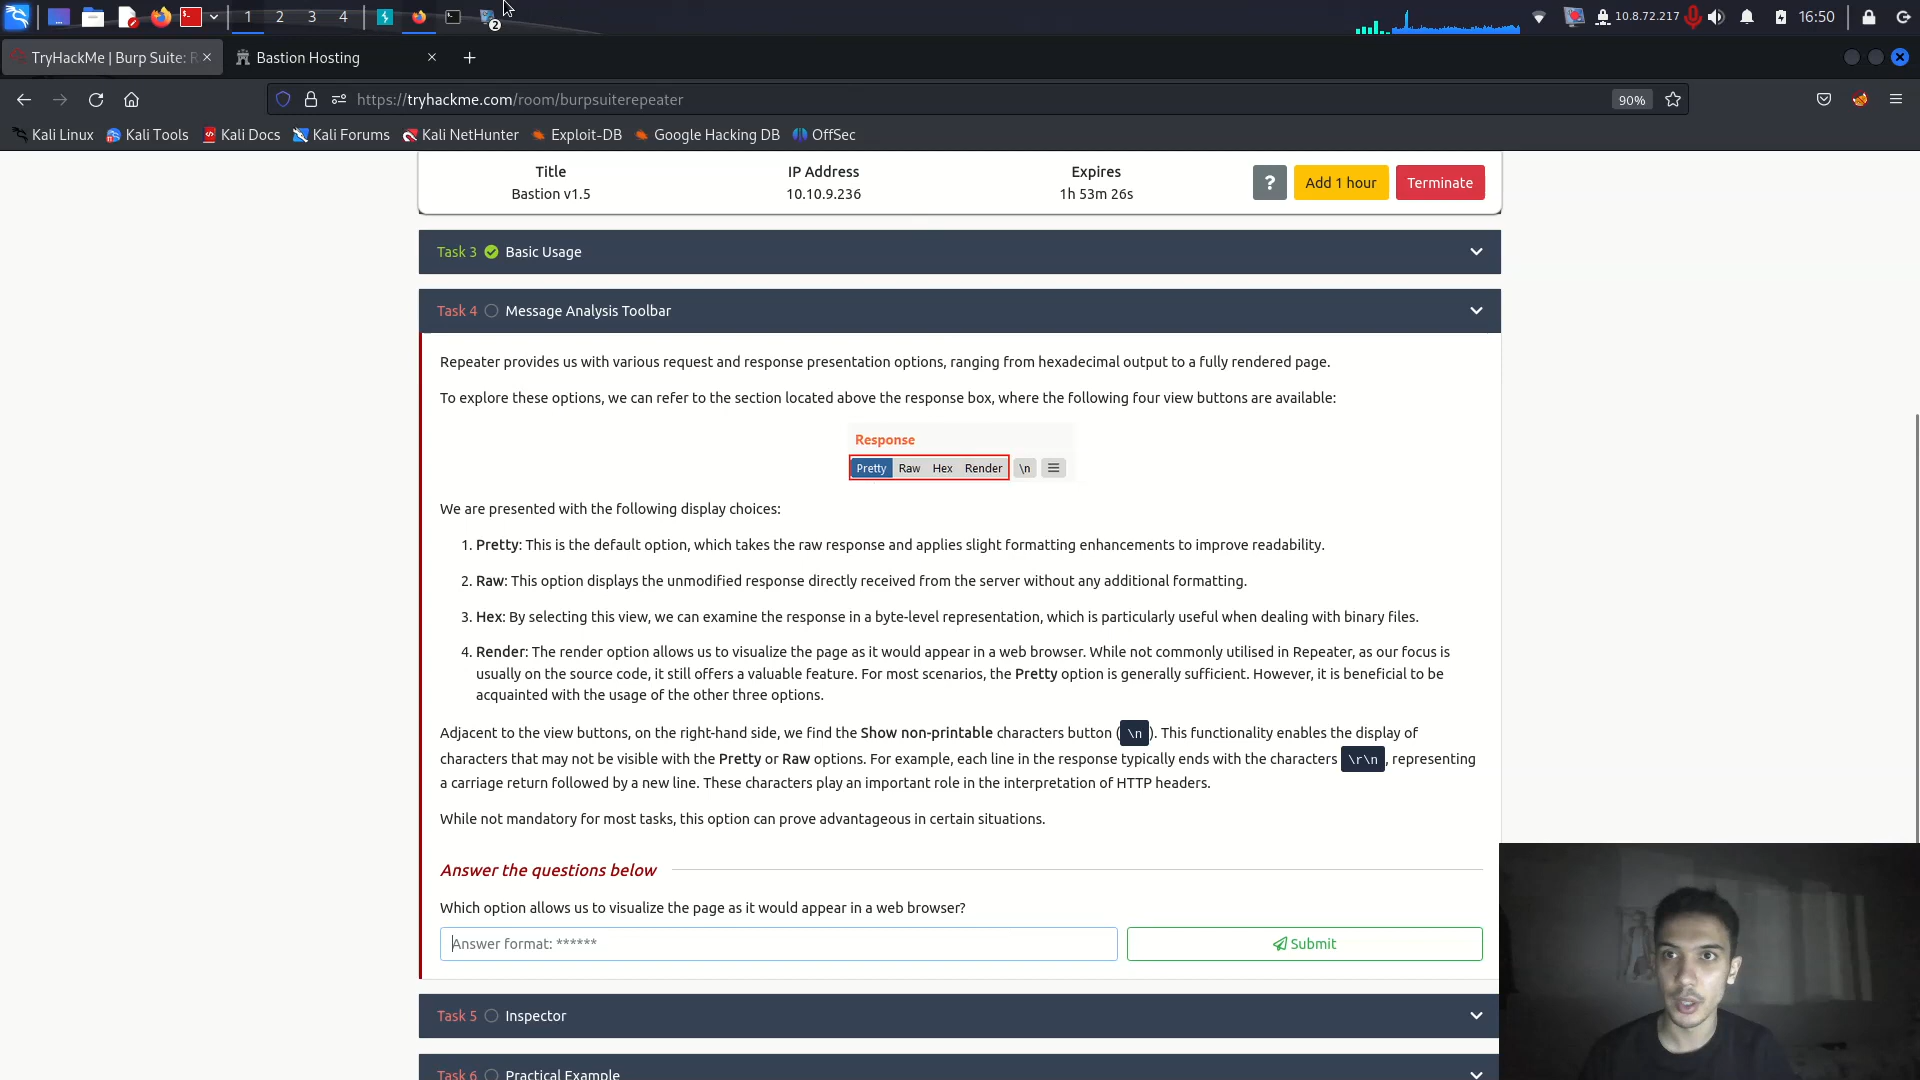 1 2 3 4 2 10.8.72.217 16:50
TryHackMe | Burp Suite: R
Bastion Hosting
https://tryhackme.com/room/burpsuiterepeater
90%
Kali Linux Kali Tools Kali Docs Kali Forums Kali NetHunter Exploit-DB Google Hacking DB OffSec
Title IP Address Expires
Bastion v1.5 10.10.9.236 1h 53m 26s
? Add 1 hour Terminate
Task 3 Basic Usage
Task 4 Message Analysis Toolbar
Repeater provides us with various request and response presentation options, ranging from hexadecimal output to a fully rendered page.
To explore these options, we can refer to the section located above the response box, where the following four view buttons are available:
Response
Pretty Raw Hex Render \n
We are presented with the following display choices:
1. Pretty: This is the default option, which takes the raw response and applies slight formatting enhancements to improve readability.
2. Raw: This option displays the unmodified response directly received from the server without any additional formatting.
3. Hex: By selecting this view, we can examine the response in a byte-level representation, which is particularly useful when dealing with binary files.
4. Render: The render option allows us to visualize the page as it would appear in a web browser. While not commonly utilised in Repeater, as our focus is
usually on the source code, it still offers a valuable feature. For most scenarios, the Pretty option is generally sufficient. However, it is beneficial to be
acquainted with the usage of the other three options.
Adjacent to the view buttons, on the right-hand side, we find the Show non-printable characters button ( \n ). This functionality enables the display of
characters that may not be visible with the Pretty or Raw options. For example, each line in the response typically ends with the characters \r\n , representing
a carriage return followed by a new line. These characters play an important role in the interpretation of HTTP headers.
While not mandatory for most tasks, this option can prove advantageous in certain situations.
Answer the questions below
Which option allows us to visualize the page as it would appear in a web browser?
Answer format: ******
Submit
Task 5 Inspector
Task 6 Practical Example